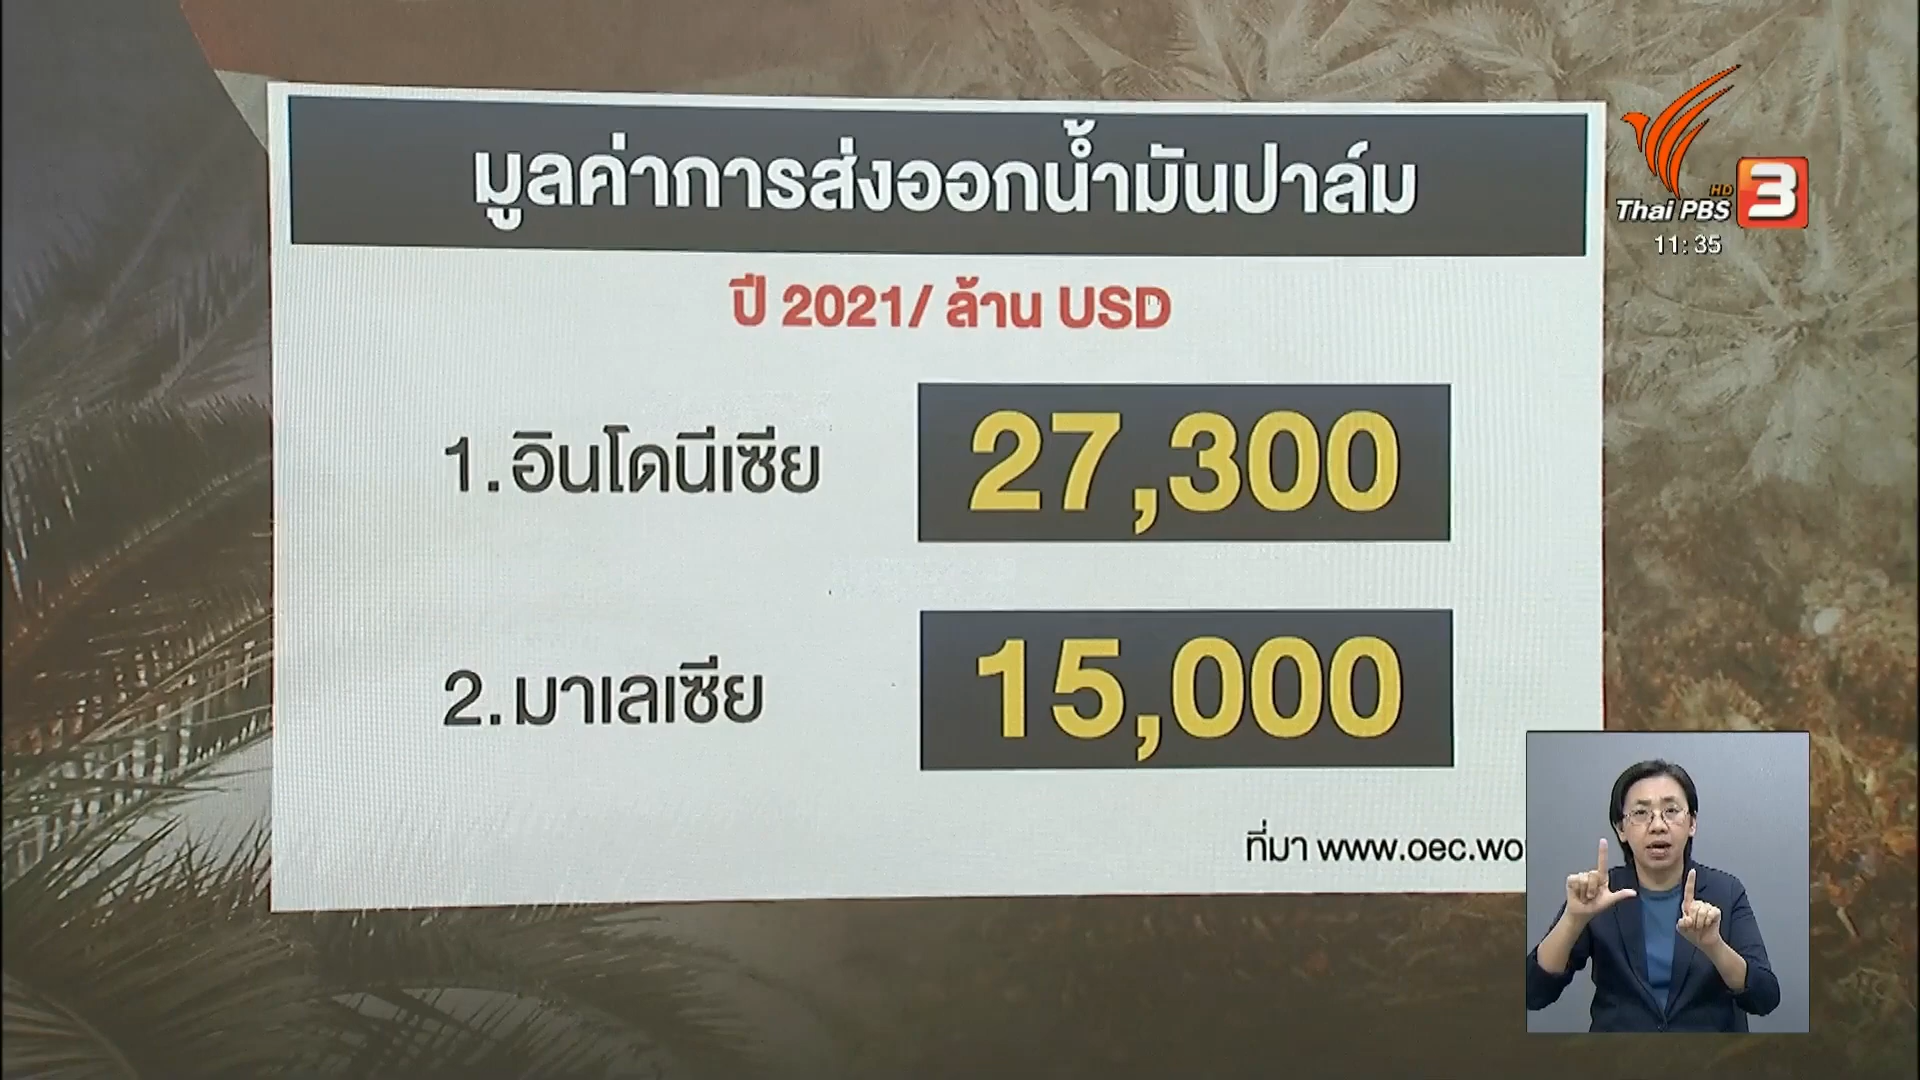 มูลค่าการส่งออกน้ำมันปาล์ม
ปี 2021/ ล้าน USD
1.อินโดนีเซีย 27,300
2.มาเลเซีย 15,000
ที่มา www.oec.wo
HD
Thai PBS 3
11:35